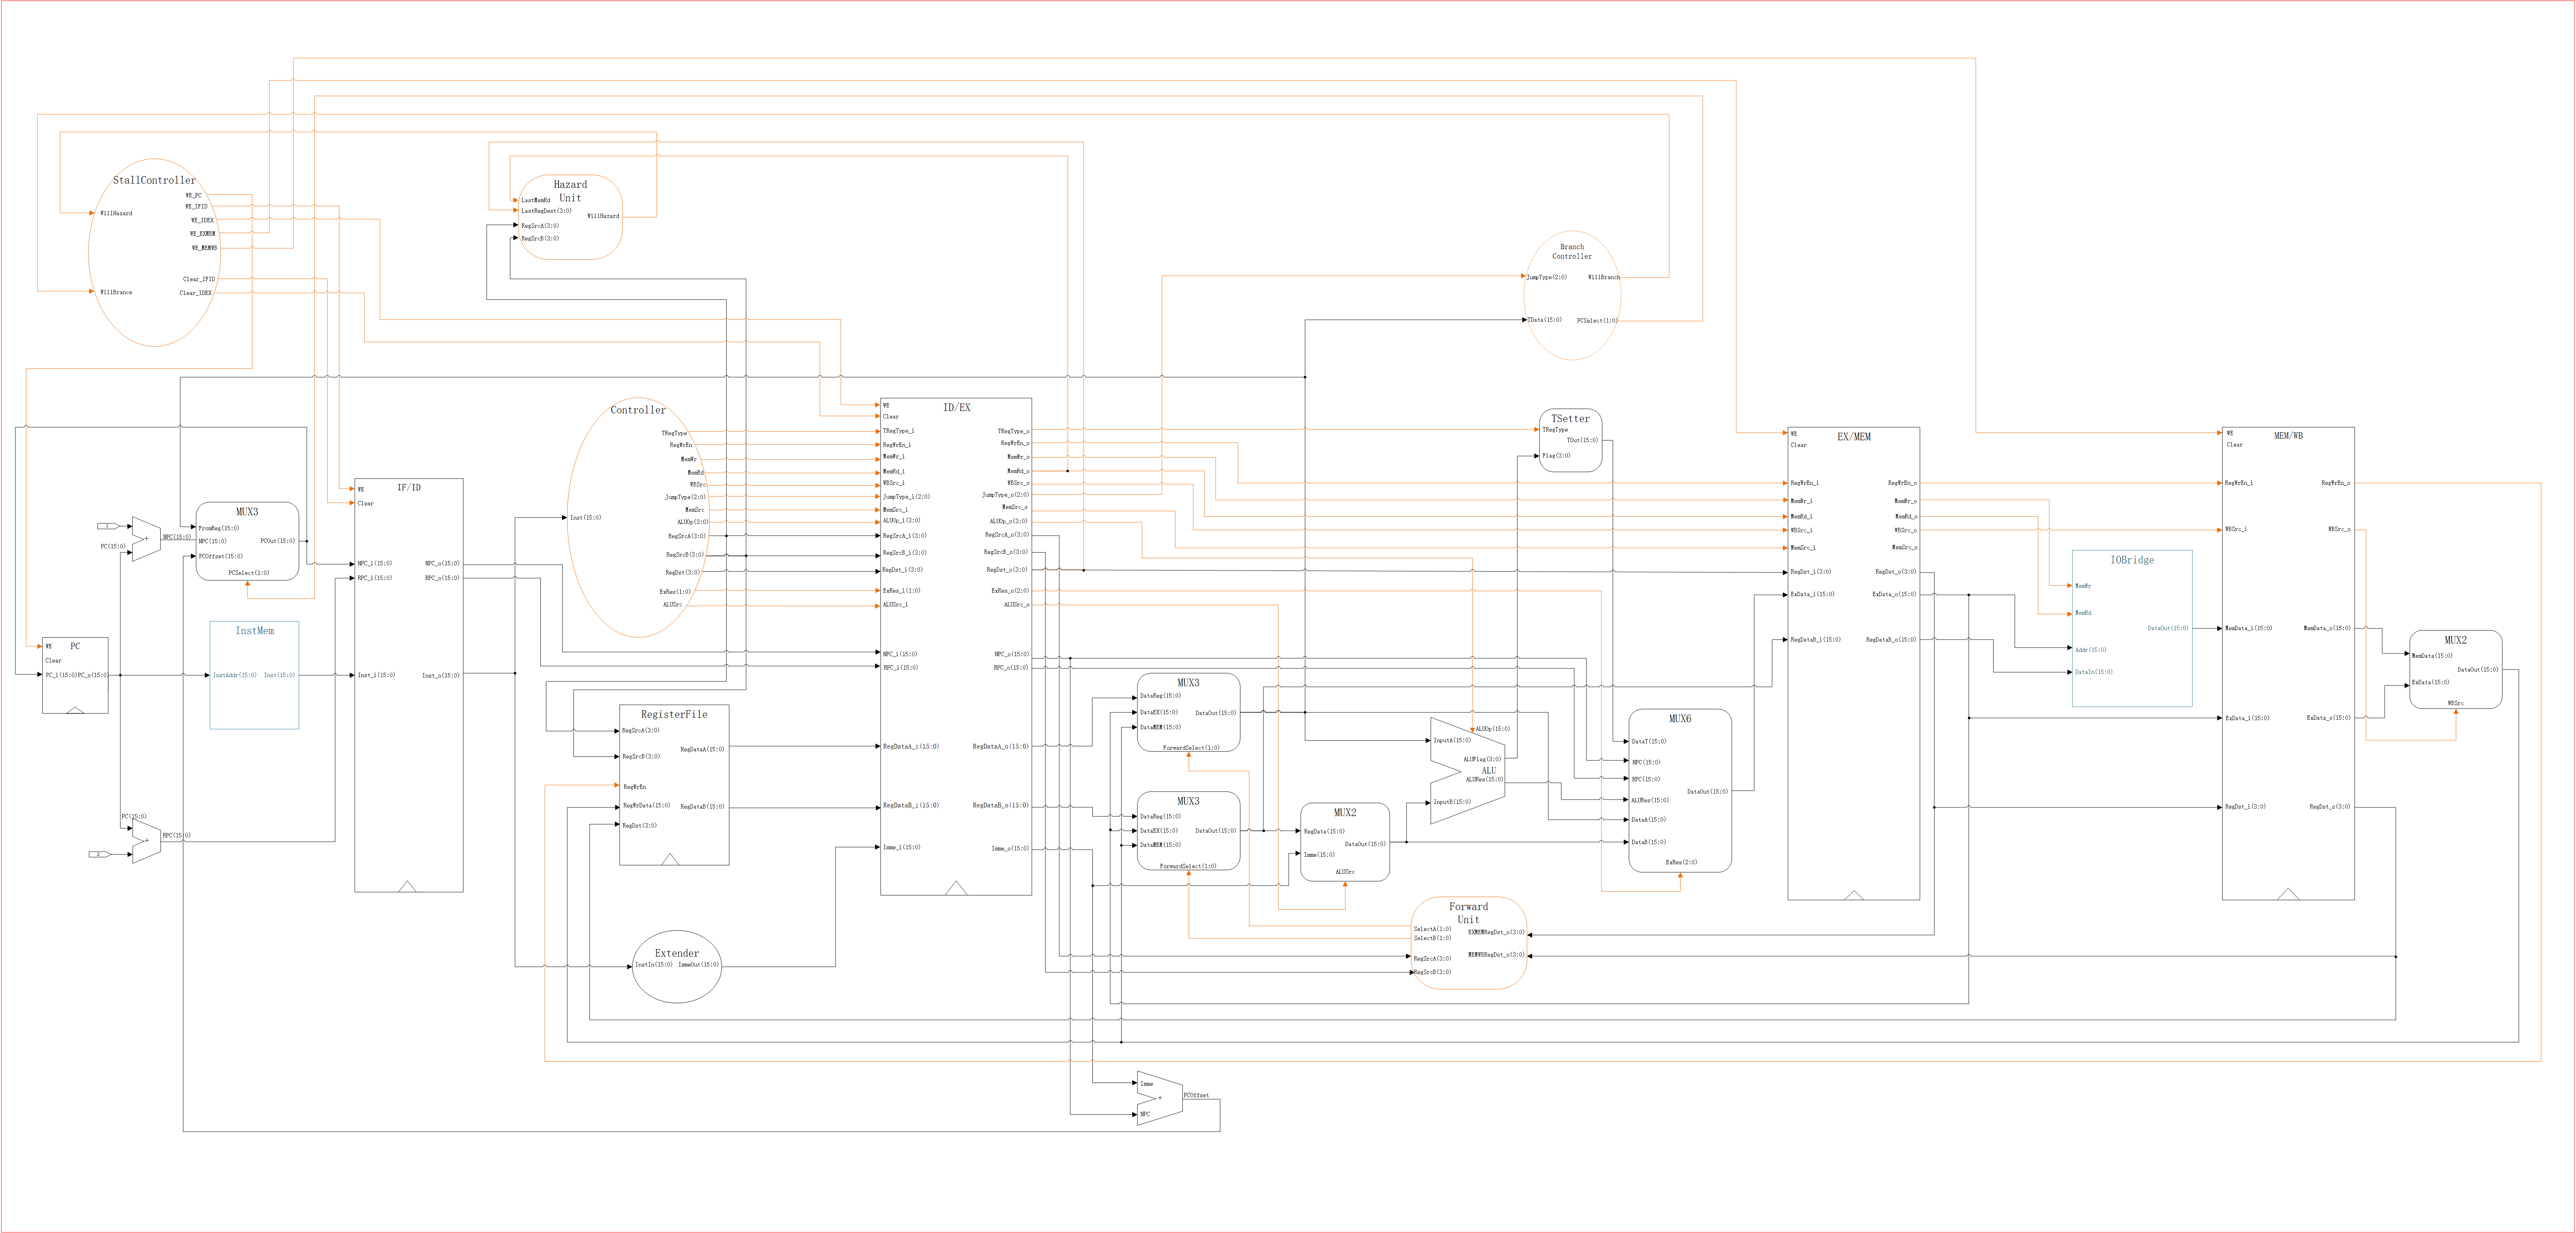 StallController
WillHazard
WillBrance
WE_PC
WE_IFID
WE_IDEX
WE_EXMEM
WE_MEMWB
Clear_IFID
Clear_IDEX
Hazard
Unit
LastMemRd
LastRegDest(3:0)
RegSrcA(3:0)
RegSrcB(3:0)
WillHazard
Branch
Controller
JumpType(2:0)
WillBranch
TData(15:0)
PCSelect(1:0)
1
PC(15:0)
+
NPC(15:0)
MUX3
FromReg(15:0)
NPC(15:0)
PCOffset(15:0)
PCOut(15:0)
PCSelect(1:0)
PC
WE
Clear
PC_i(15:0)
PC_o(15:0)
InstMem
InstAddr(15:0)
Inst(15:0)
PC(15:0)
+
RPC(15:0)
2
IF/ID
WE
Clear
NPC_i(15:0)
RPC_i(15:0)
Inst_i(15:0)
NPC_o(15:0)
RPC_o(15:0)
Inst_o(15:0)
Controller
Inst(15:0)
TRegType
RegWrEn
MemWr
MemRd
WBSrc
JumpType(2:0)
MemSrc
ALUOp(3:0)
RegSrcA(3:0)
RegSrcB(3:0)
RegDst(3:0)
ExRes(1:0)
ALUSrc
RegisterFile
RegSrcA(3:0)
RegSrcB(3:0)
RegWrEn
RegWrData(15:0)
RegDst(3:0)
RegDataA(15:0)
RegDataB(15:0)
Extender
InstIn(15:0)
ImmeOut(15:0)
ID/EX
WE
Clear
TRegType_i
RegWrEn_i
MemWr_i
MemRd_i
WBSrc_i
JumpType_i(2:0)
MemSrc_i
ALUOp_i(3:0)
RegSrcA_i(3:0)
RegSrcB_i(3:0)
RegDst_i(3:0)
ExRes_i(1:0)
ALUSrc_i
NPC_i(15:0)
RPC_i(15:0)
RegDataA_i(15:0)
RegDataB_i(15:0)
Imme_i(15:0)
TRegType_o
RegWrEn_o
MemWr_o
MemRd_o
WBSrc_o
JumpType_o(2:0)
MemSrc_o
ALUOp_o(3:0)
RegSrcA_o(3:0)
RegSrcB_o(3:0)
RegDst_o(3:0)
ExRes_o(2:0)
ALUSrc_o
NPC_o(15:0)
RPC_o(15:0)
RegDataA_o(15:0)
RegDataB_o(15:0)
Imme_o(15:0)
MUX3
DataReg(15:0)
DataEX(15:0)
DataMEM(15:0)
DataOut(15:0)
ForwardSelect(1:0)
MUX3
DataReg(15:0)
DataEX(15:0)
DataMEM(15:0)
DataOut(15:0)
ForwardSelect(1:0)
MUX2
RegData(15:0)
Imme(15:0)
DataOut(15:0)
ALUSrc
ALUOp(15:0)
InputA(15:0)
ALUFlag(3:0)
ALU
ALURes(15:0)
InputB(15:0)
TSetter
TRegType
TOut(15:0)
Flag(3:0)
MUX6
DataT(15:0)
NPC(15:0)
RPC(15:0)
ALURes(15:0)
DataA(15:0)
DataB(15:0)
DataOut(15:0)
ExRes(2:0)
Forward
Unit
SelectA(1:0)
SelectB(1:0)
RegSrcA(3:0)
RegSrcB(3:0)
EXMEMRegDst_o(3:0)
MEMWBRegDst_o(3:0)
Imme
+
NPC
PCOffset
EX/MEM
WE
Clear
RegWrEn_i
MemWr_i
MemRd_i
WBSrc_i
MemSrc_i
RegDst_i(3:0)
ExData_i(15:0)
RegDataB_i(15:0)
RegWrEn_o
MemWr_o
MemRd_o
WBSrc_o
MemSrc_o
RegDst_o(3:0)
ExData_o(15:0)
RegDataB_o(15:0)
IOBridge
MemWr
MemRd
DataOut(15:0)
Addr(15:0)
DataIn(15:0)
MEM/WB
WE
Clear
RegWrEn_i
WBSrc_i
MemData_i(15:0)
ExData_i(15:0)
RegDst_i(3:0)
RegWrEn_o
WBSrc_o
MemData_o(15:0)
ExData_o(15:0)
RegDst_o(3:0)
MUX2
MemData(15:0)
DataOut(15:0)
ExData(15:0)
WBSrc